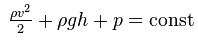 ρv²/2 + ρgh + p = const